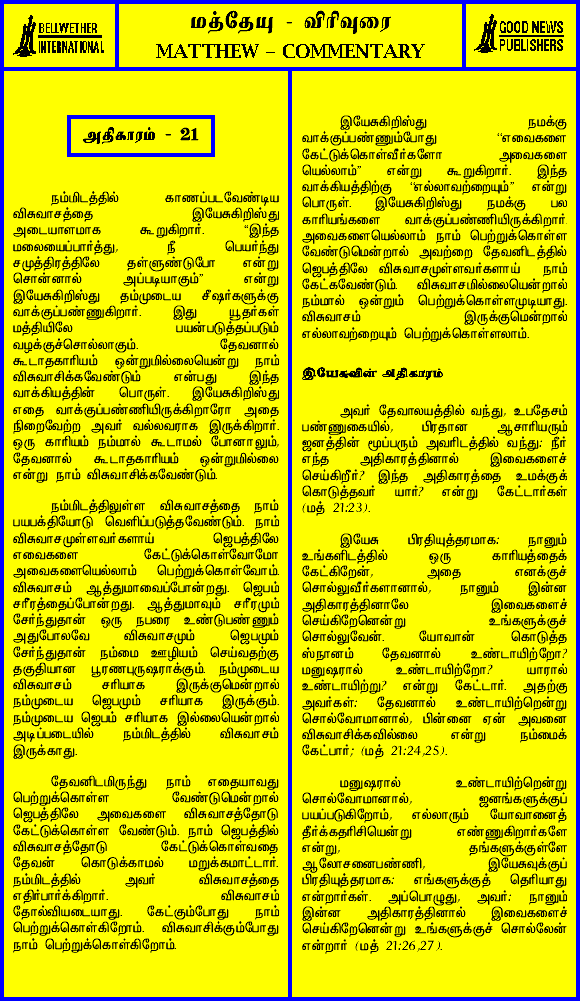 BELLWETHER
INTERNATIONAL
மத்தேயு - விரிவுரை
MATTHEW – COMMENTARY
GOOD NEWS
PUBLISHERS
அதிகாரம் - 21
நம்மிடத்தில் காணப்படவேண்டிய
விசுவாசத்தை இயேசுகிறிஸ்து
அடையாளமாக கூறுகிறார். “இந்த
மலையைப்பார்த்து, நீ பெயர்ந்து
சமுத்திரத்திலே தள்ளுண்டுபோ என்று
சொன்னால் அப்படியாகும்” என்று
இயேசுகிறிஸ்து தம்முடைய சீஷர்களுக்கு
வாக்குப்பண்ணுகிறார். இது யூதர்கள்
மத்தியிலே பயன்படுத்தப்படும்
வழக்குச்சொல்லாகும். தேவனால்
கூடாதகாரியம் ஒன்றுமில்லையென்று நாம்
விசுவாசிக்கவேண்டும் என்பது இந்த
வாக்கியத்தின் பொருள். இயேசுகிறிஸ்து
எதை வாக்குப்பண்ணியிருக்கிறாரோ அதை
நிறைவேற்ற அவர் வல்லவராக இருக்கிறார்.
ஒரு காரியம் நம்மால் கூடாமல் போனாலும்,
தேவனால் கூடாதகாரியம் ஒன்றுமில்லை
என்று நாம் விசுவாசிக்கவேண்டும்.
நம்மிடத்திலுள்ள விசுவாசத்தை நாம்
பயபக்தியோடு வெளிப்படுத்தவேண்டும். நாம்
விசுவாசமுள்ளவர்களாய் ஜெபத்திலே
எவைகளை கேட்டுக்கொள்வோமோ
அவைகளையெல்லாம் பெற்றுக்கொள்வோம்.
விசுவாசம் ஆத்துமாவைப்போன்றது. ஜெபம்
சரீரத்தைப்போன்றது. ஆத்துமாவும் சரீரமும்
சேர்ந்துதான் ஒரு நபரை உண்டுபண்ணும்
அதுபோலவே விசுவாசமும் ஜெபமும்
சேர்ந்துதான் நம்மை ஊழியம் செய்வதற்கு
தகுதியான பூரணபுருஷராக்கும். நம்முடைய
விசுவாசம் சரியாக இருக்குமென்றால்
நம்முடைய ஜெபமும் சரியாக இருக்கும்.
நம்முடைய ஜெபம் சரியாக இல்லையென்றால்
அடிப்படையில் நம்மிடத்தில் விசுவாசம்
இருக்காது.
தேவனிடமிருந்து நாம் எதையாவது
பெற்றுக்கொள்ள வேண்டுமென்றால்
ஜெபத்திலே அவைகளை விசுவாசத்தோடு
கேட்டுக்கொள்ள வேண்டும். நாம் ஜெபத்தில்
விசுவாசத்தோடு கேட்டுக்கொள்வதை
தேவன் கொடுக்காமல் மறுக்கமாட்டார்.
நம்மிடத்தில் அவர் விசுவாசத்தை
எதிர்பார்க்கிறார். விசுவாசம்
தோல்வியடையாது. கேட்கும்போது நாம்
பெற்றுக்கொள்கிறோம். விசுவாசிக்கும்போது
நாம் பெற்றுக்கொள்கிறோம்.
இயேசுகிறிஸ்து நமக்கு
வாக்குப்பண்ணும்போது “எவைகளை
கேட்டுக்கொள்வீர்களோ அவைகளை
யெல்லாம்” என்று கூறுகிறார். இந்த
வாக்கியத்திற்கு “எல்லாவற்றையும்” என்று
பொருள். இயேசுகிறிஸ்து நமக்கு பல
காரியங்களை வாக்குப்பண்ணியிருக்கிறார்.
அவைகளையெல்லாம் நாம் பெற்றுக்கொள்ள
வேண்டுமென்றால் அவற்றை தேவனிடத்தில்
ஜெபத்திலே விசுவாசமுள்ளவர்களாய் நாம்
கேட்கவேண்டும். விசுவாசமில்லையென்றால்
நம்மால் ஒன்றும் பெற்றுக்கொள்ளமுடியாது.
விசுவாசம் இருக்குமென்றால்
எல்லாவற்றையும் பெற்றுக்கொள்ளலாம்.
இயேசுவின் அதிகாரம்
அவர் தேவாலயத்தில் வந்து, உபதேசம்
பண்ணுகையில், பிரதான ஆசாரியரும்
ஜனத்தின் மூப்பரும் அவரிடத்தில் வந்து: நீர்
எந்த அதிகாரத்தினால் இவைகளைச்
செய்கிறீர்? இந்த அதிகாரத்தை உமக்குக்
கொடுத்தவர் யார்? என்று கேட்டார்கள்
(மத் 21:23).
இயேசு பிரதியுத்தரமாக: நானும்
உங்களிடத்தில் ஒரு காரியத்தைக்
கேட்கிறேன், அதை எனக்குச்
சொல்லுவீர்களானால், நானும் இன்ன
அதிகாரத்தினாலே இவைகளைச்
செய்கிறேனென்று உங்களுக்குச்
சொல்லுவேன். யோவான் கொடுத்த
ஸ்நானம் தேவனால் உண்டாயிற்றோ?
மனுஷரால் உண்டாயிற்றோ? யாரால்
உண்டாயிற்று? என்று கேட்டார். அதற்கு
அவர்கள்: தேவனால் உண்டாயிற்றென்று
சொல்வோமானால், பின்னை ஏன் அவனை
விசுவாசிக்கவில்லை என்று நம்மைக்
கேட்பார்; (மத் 21:24,25).
மனுஷரால் உண்டாயிற்றென்று
சொல்வோமானால், ஜனங்களுக்குப்
பயப்படுகிறோம், எல்லாரும் யோவானைத்
தீர்க்கதரிசியென்று எண்ணுகிறார்களே
என்று, தங்களுக்குள்ளே
ஆலோசனைபண்ணி, இயேசுவுக்குப்
பிரதியுத்தரமாக: எங்களுக்குத் தெரியாது
என்றார்கள். அப்பொழுது, அவர்: நானும்
இன்ன அதிகாரத்தினால் இவைகளைச்
செய்கிறேனென்று உங்களுக்குச் சொல்லேன்
என்றார் (மத் 21:26,27).